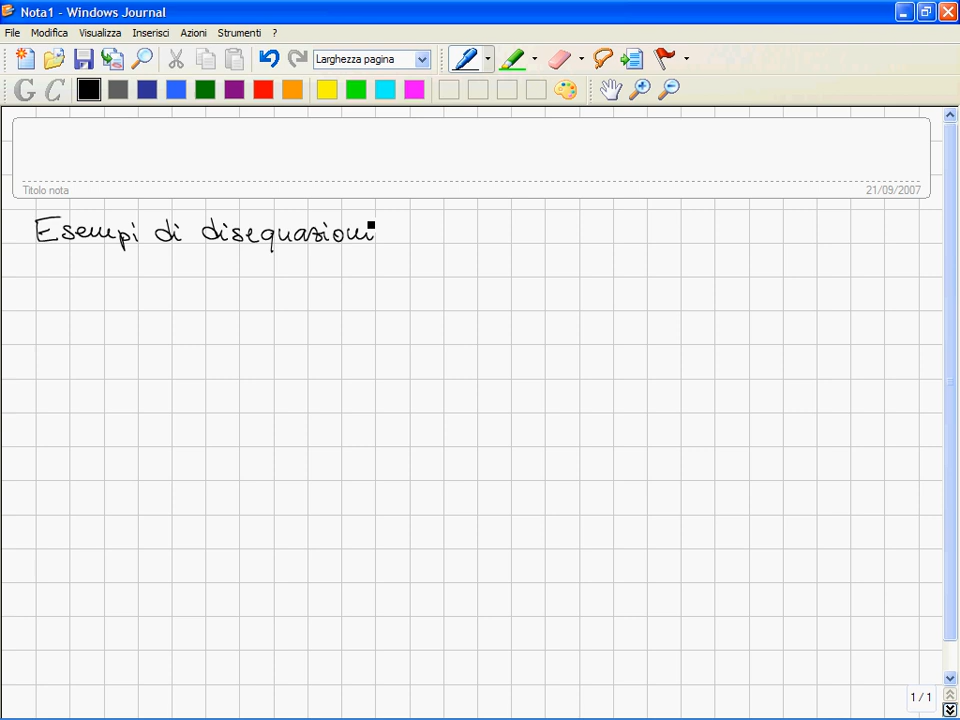 Nota1 - Windows Journal
File Modifica Visualizza Inserisci Azioni Strumenti ?
Larghezza pagina
G C
Titolo nota 21/09/2007
Esempi di disequazioni
1 / 1